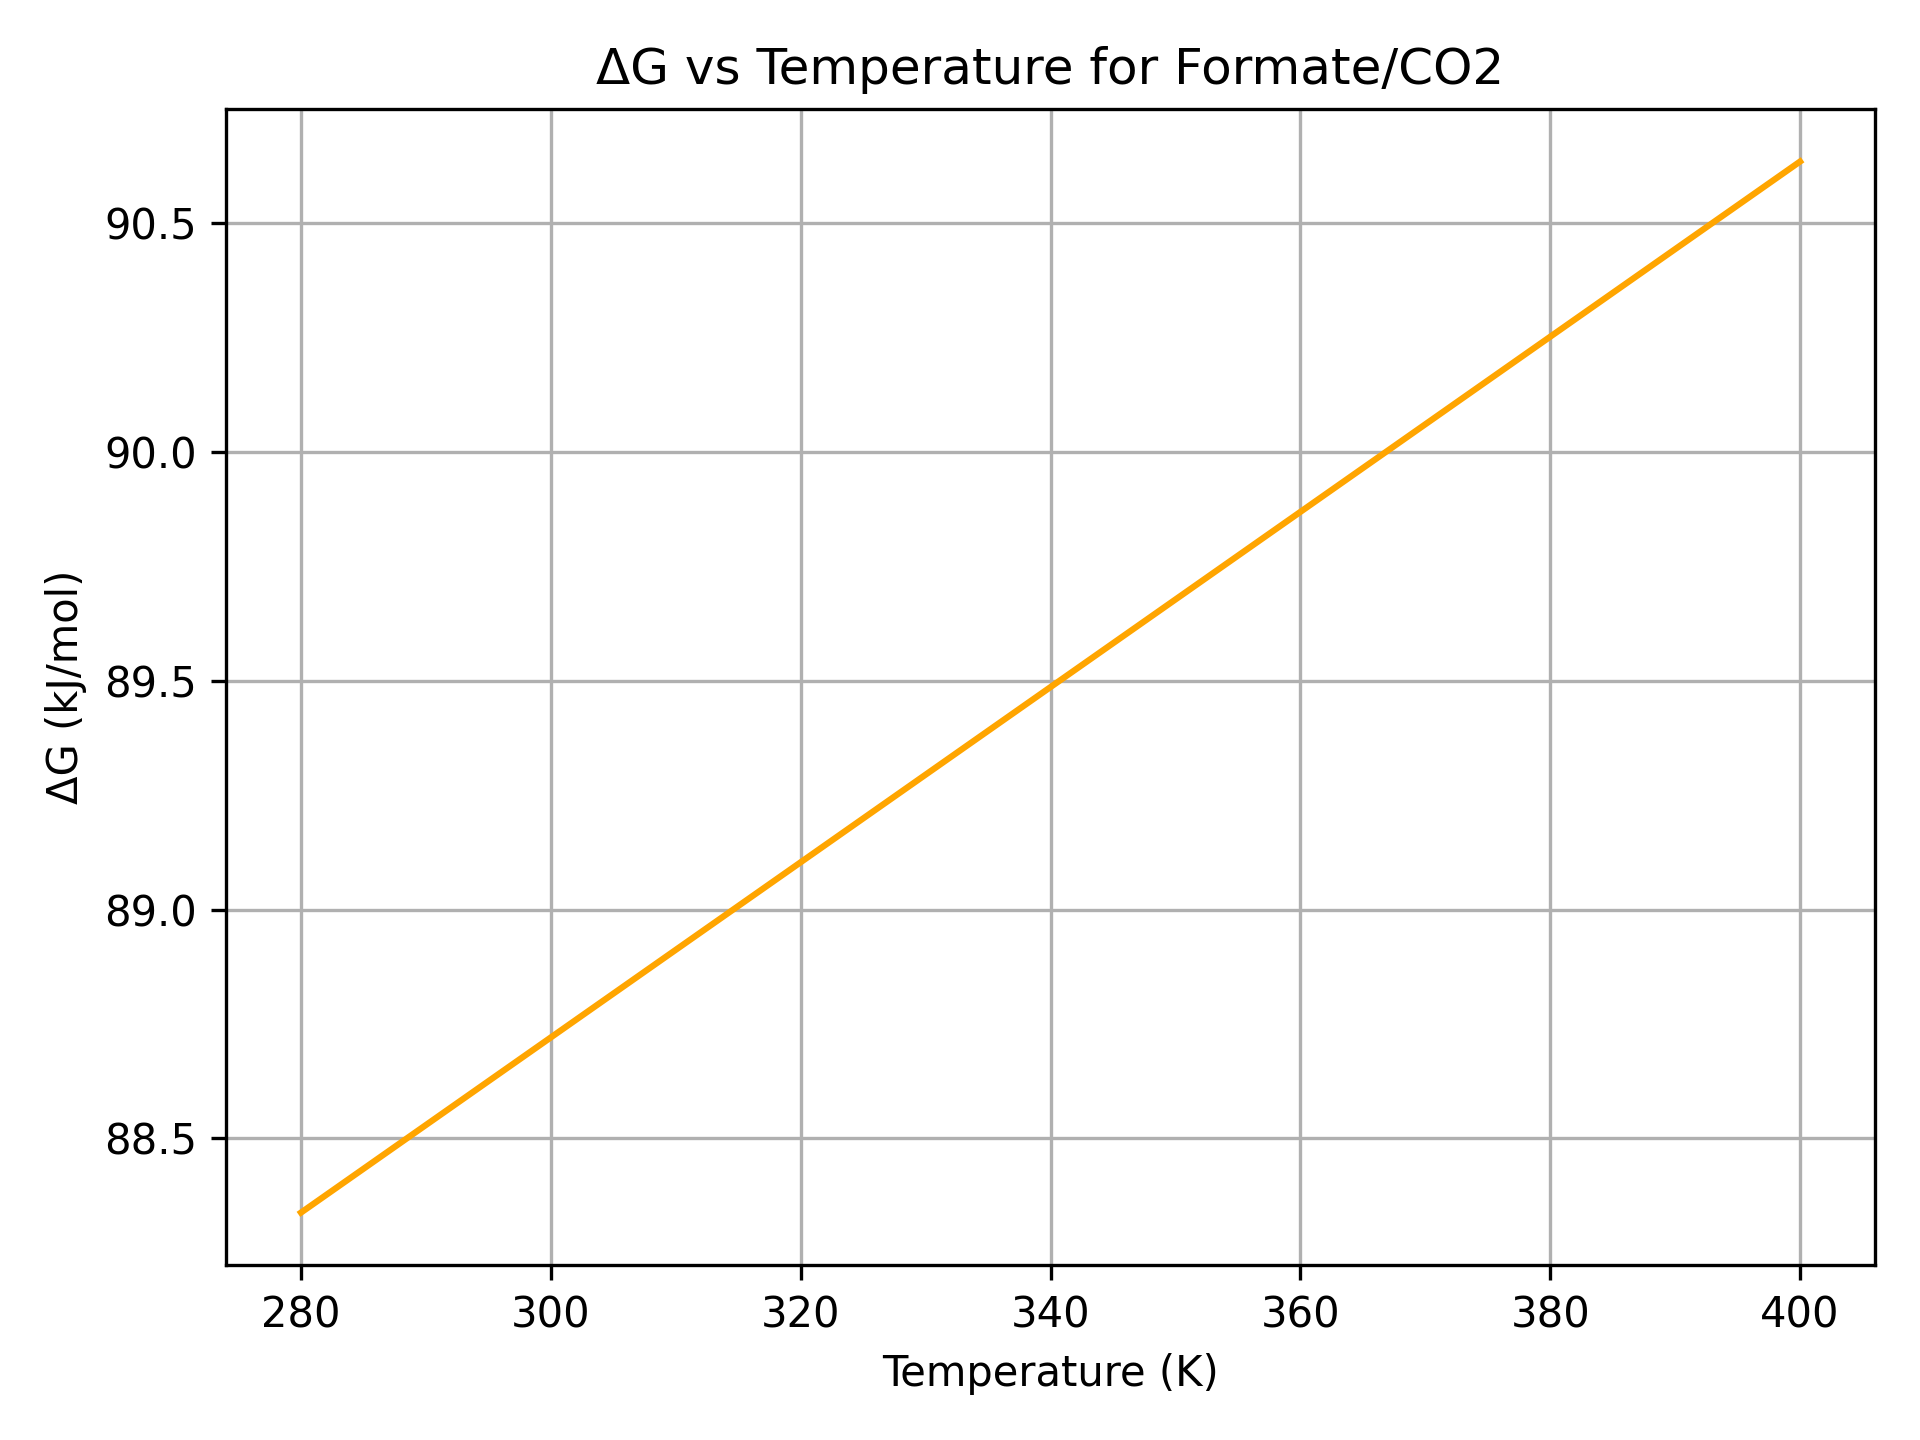 ΔG vs Temperature for Formate/CO2
ΔG (kJ/mol)
90.5
90.0
89.5
89.0
88.5
280 300 320 340 360 380 400
Temperature (K)